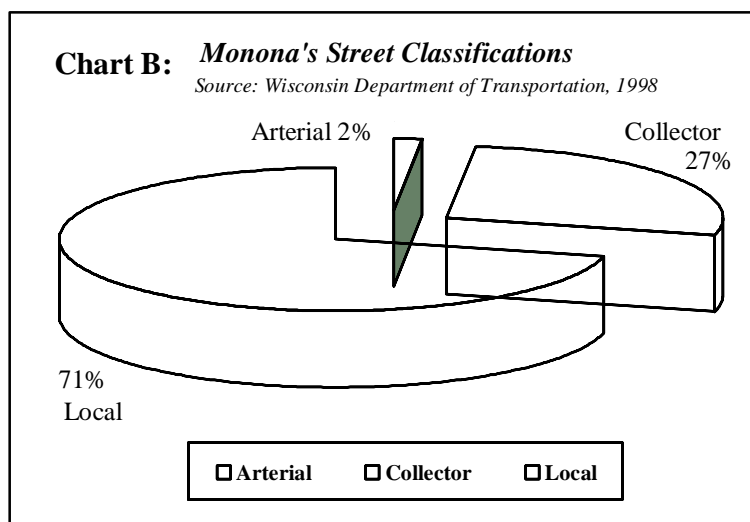 Chart B: Monona's Street Classifications
Source: Wisconsin Department of Transportation, 1998
Arterial 2%
Collector
27%
71%
Local
Arterial Collector Local